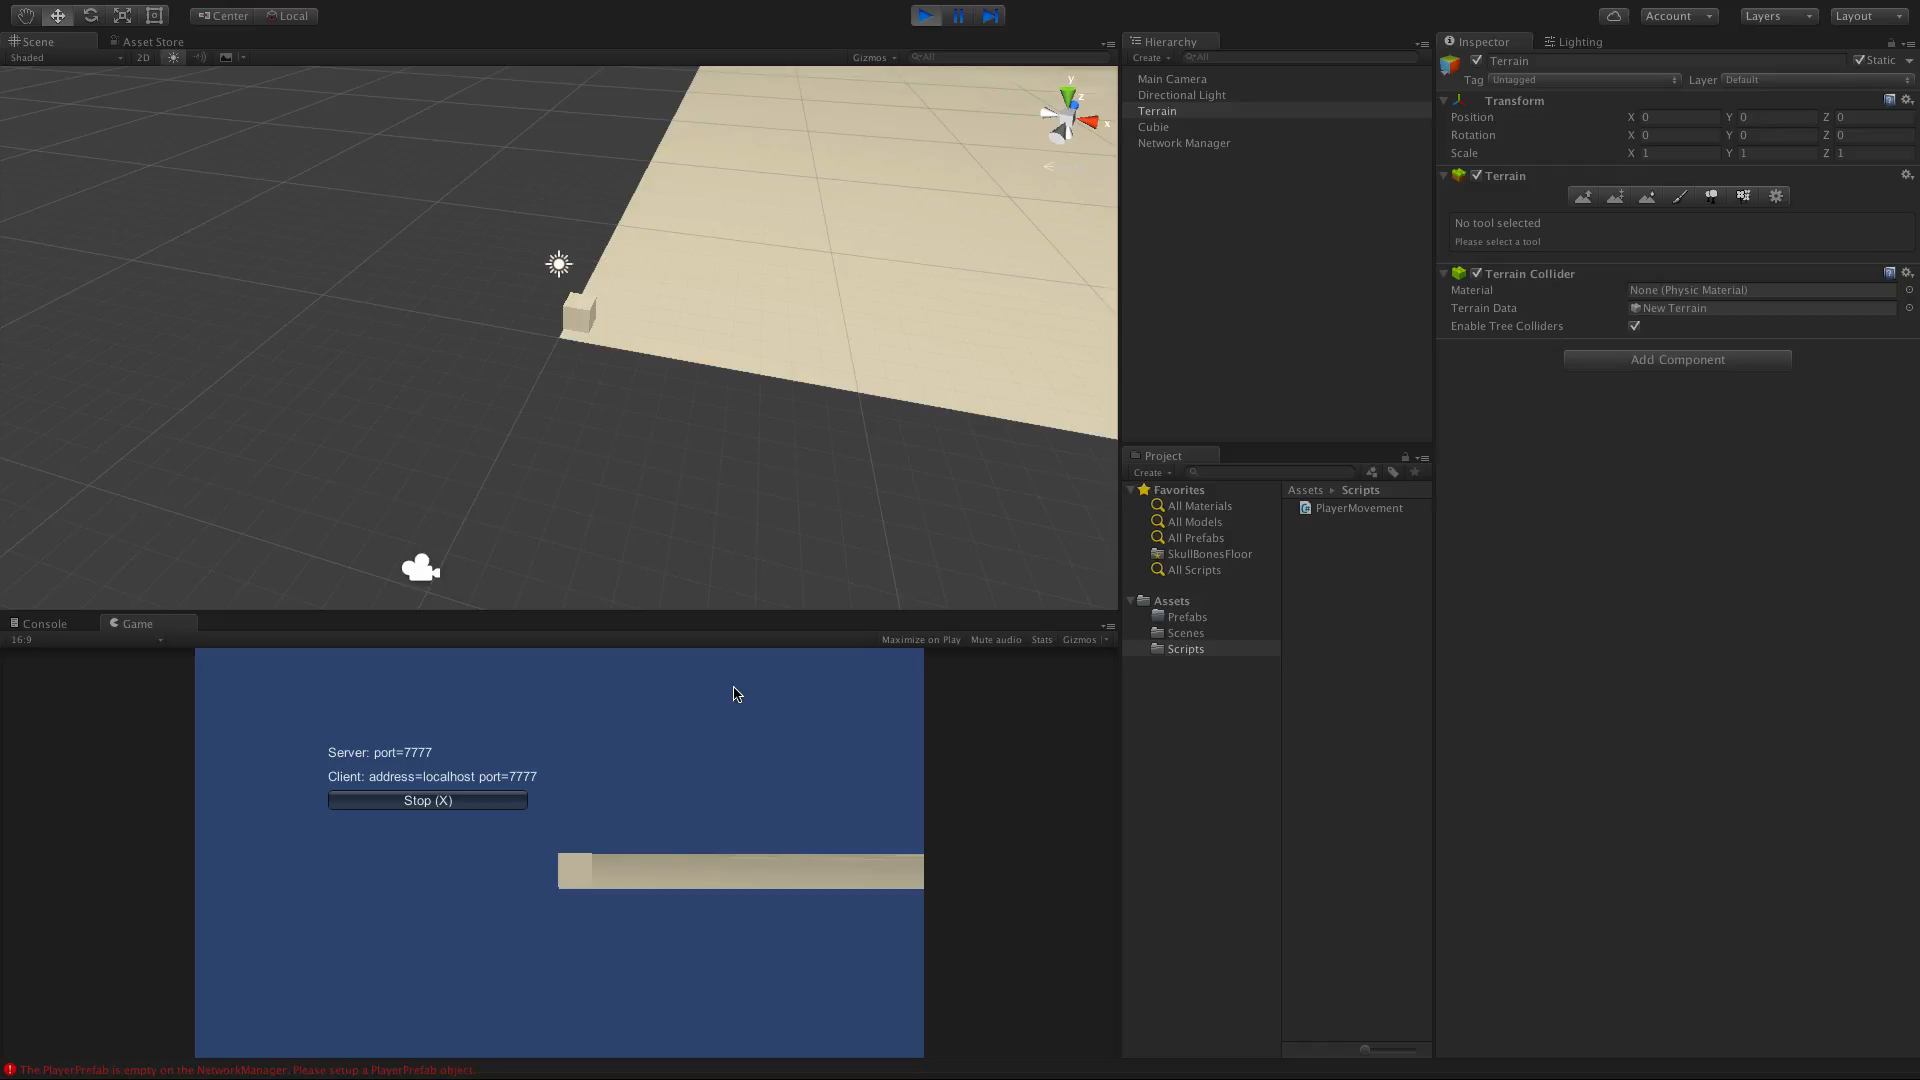 Center
Local
Account
Layers
Layout
Scene
Asset Store
Shaded
2D
Gizmos
All
y
z
x
Hierarchy
Create
All
Main Camera
Directional Light
Terrain
Cubie
Network Manager
Project
Create
Favorites
All Materials
All Models
All Prefabs
SkullBonesFloor
All Scripts
Assets
Prefabs
Scenes
Scripts
Assets
Scripts
PlayerMovement
Inspector
Lighting
Terrain
Static
Tag
Untagged
Layer
Default
Transform
Position
X 0
Y 0
Z 0
Rotation
X 0
Y 0
Z 0
Scale
X 1
Y 1
Z 1
Terrain
No tool selected
Please select a tool
Terrain Collider
Material
None (Physic Material)
Terrain Data
New Terrain
Enable Tree Colliders
Add Component
Console
Game
16:9
Maximize on Play
Mute audio
Stats
Gizmos
Server: port=7777
Client: address=localhost port=7777
Stop (X)
The PlayerPrefab is empty on the NetworkManager. Please setup a PlayerPrefab object.